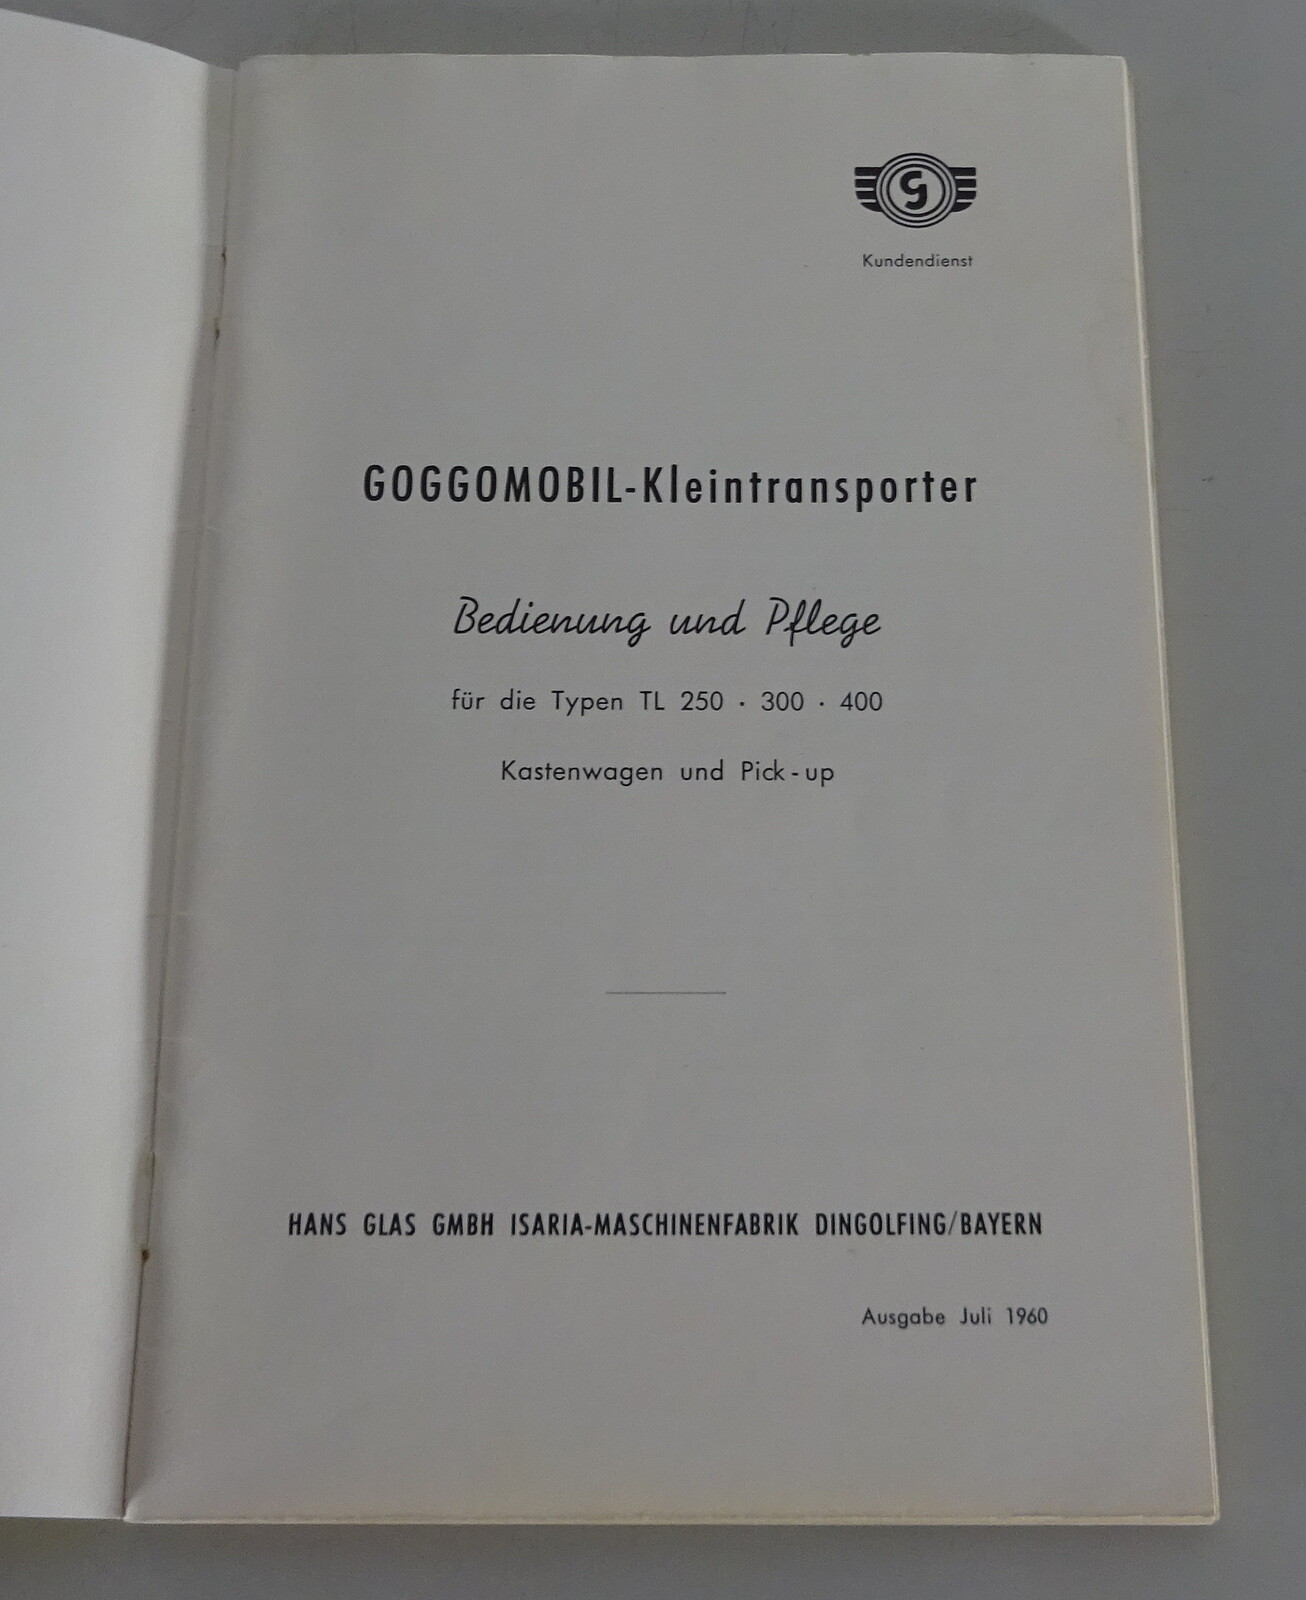 G
Kundendienst
GOGGOMOBIL-Kleintransporter
Bedienung und Pflege
für die Typen TL 250 · 300 · 400
Kastenwagen und Pick-up
HANS GLAS GMBH ISARIA-MASCHINENFABRIK DINGOLFING/BAYERN
Ausgabe Juli 1960